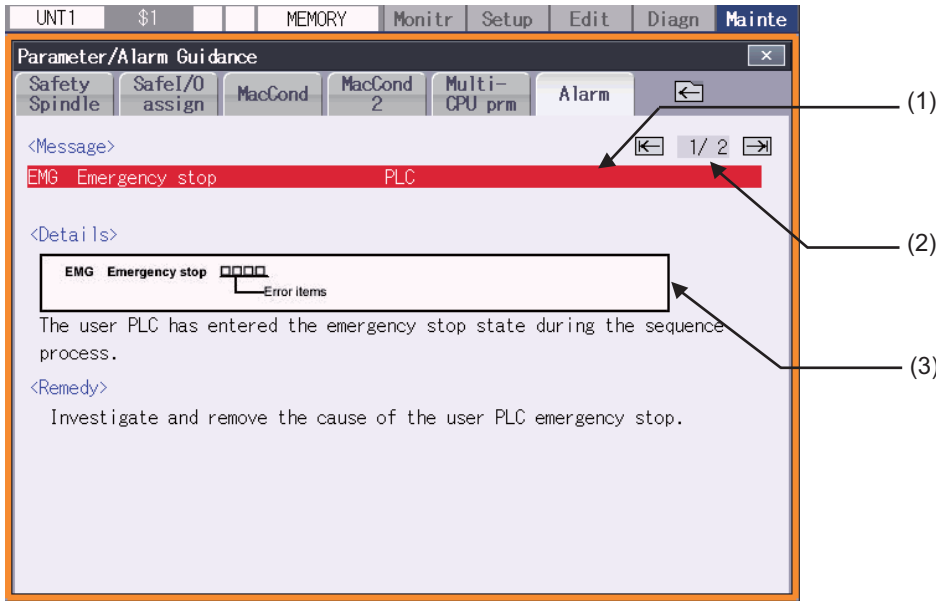 UNT1 $1 MEMORY Monitr Setup Edit Diagn Mainte
Parameter/Alarm Guidance
Safety Spindle SafeI/O assign MacCond MacCond 2 Multi-CPU prm Alarm
(1)
<Message> 1/ 2
EMG Emergency stop PLC
(2)
<Details>
EMG Emergency stop □□□□
Error items
The user PLC has entered the emergency stop state during the sequence
process.
(3)
<Remedy>
Investigate and remove the cause of the user PLC emergency stop.